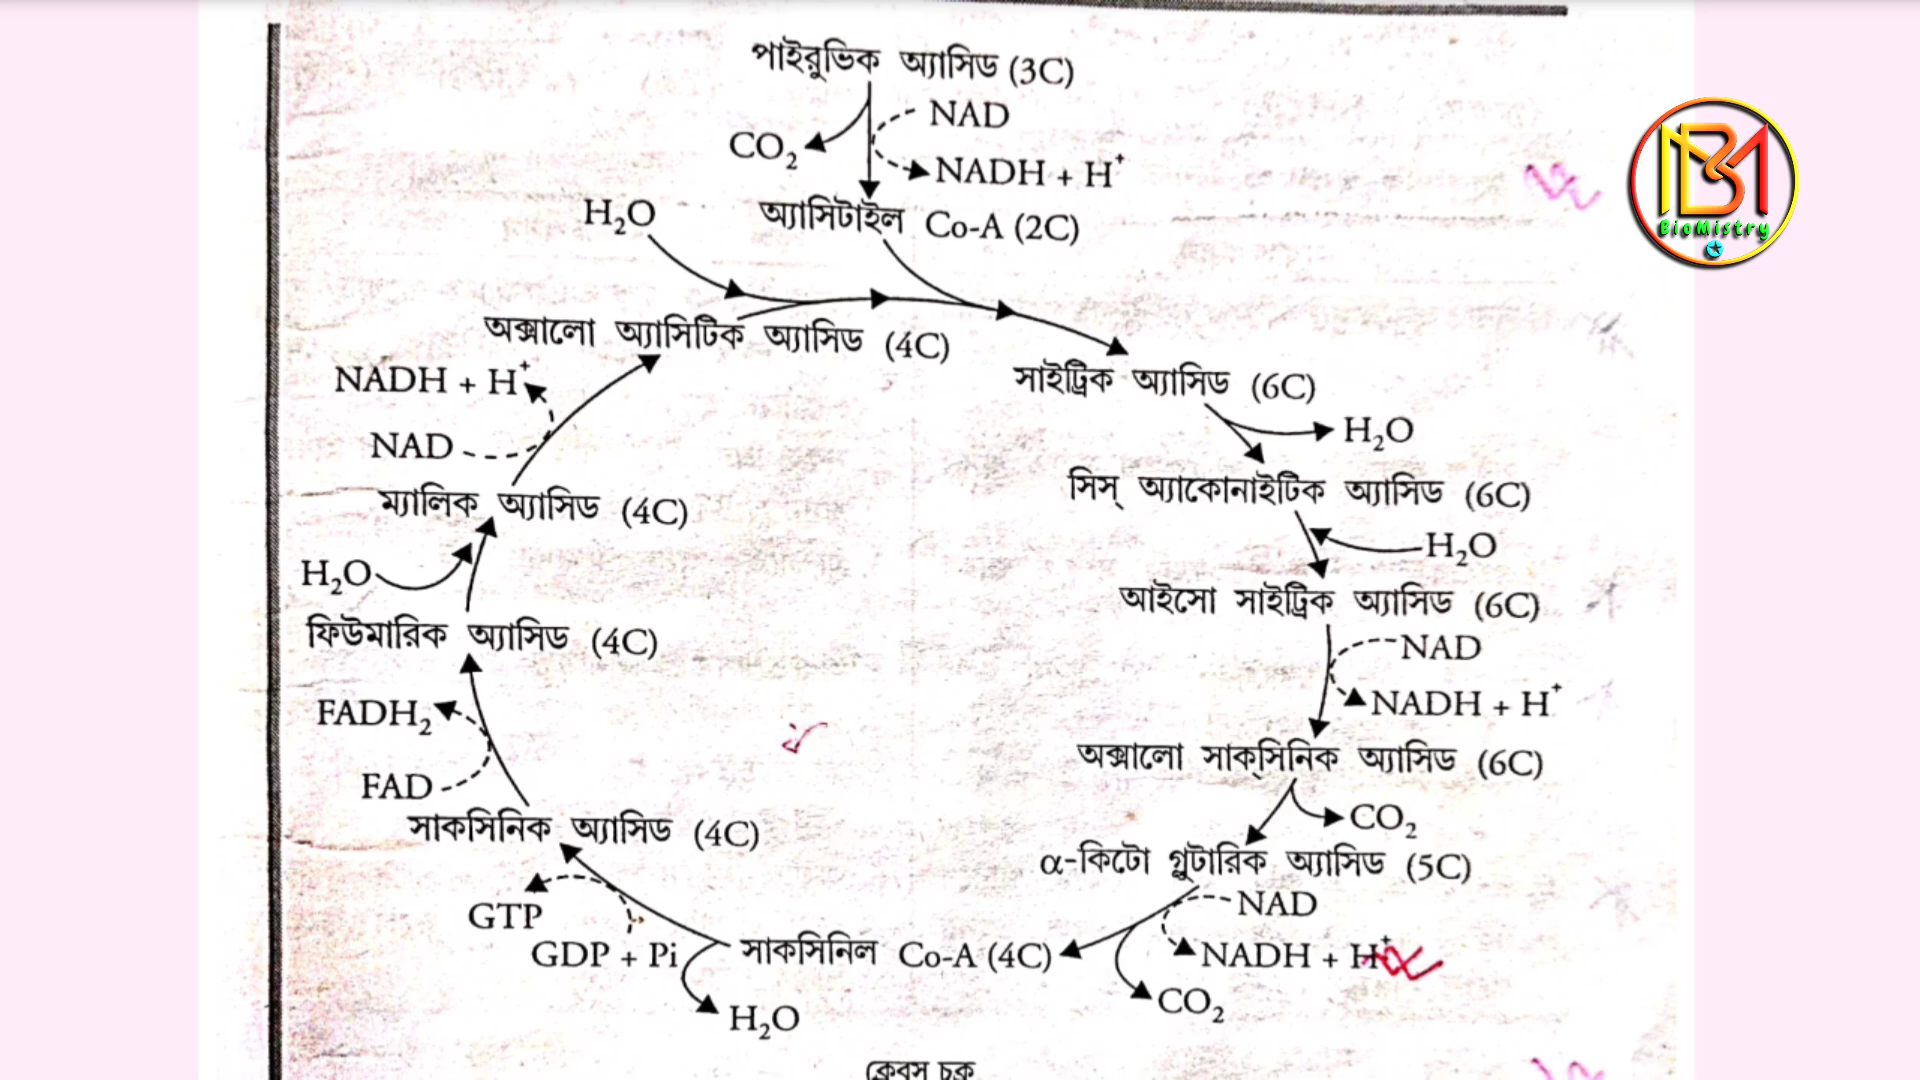 পাইরুভিক অ্যাসিড (3C)
NAD
CO₂
NADH + H⁺
H₂O
অ্যাসিটাইল Co-A (2C)
অক্সালো অ্যাসিটিক অ্যাসিড (4C)
NADH + H⁺
সাইট্রিক অ্যাসিড (6C)
H₂O
NAD
ম্যালিক অ্যাসিড (4C)
সিস্ অ্যাকোনাইটিক অ্যাসিড (6C)
H₂O
H₂O
আইসো সাইট্রিক অ্যাসিড (6C)
ফিউমারিক অ্যাসিড (4C)
NAD
FADH₂
NADH + H⁺
অক্সালো সাক্সিনিক অ্যাসিড (6C)
FAD
CO₂
সাকসিনিক অ্যাসিড (4C)
α-কিটো গ্লুটারিক অ্যাসিড (5C)
GTP
NAD
GDP + Pi
সাকসিনিল Co-A (4C)
NADH + H⁺
CO₂
H₂O
ক্রেবস চক্র
BioMistry